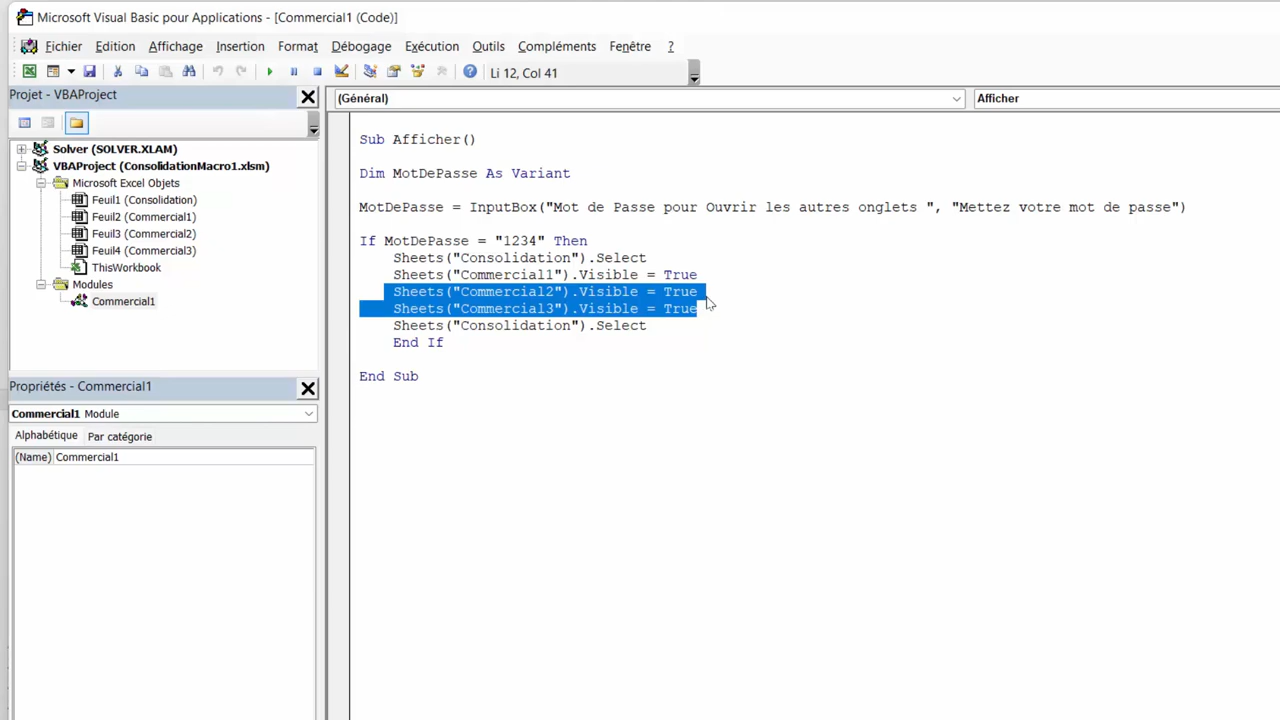 Microsoft Visual Basic pour Applications - [Commercial1 (Code)]
Fichier Edition Affichage Insertion Format Débogage Exécution Outils Compléments Fenêtre ?
Li 12, Col 41
Projet - VBAProject
(Général) Afficher
Solver (SOLVER.XLAM)
VBAProject (ConsolidationMacro1.xlsm)
Microsoft Excel Objets
Feuil1 (Consolidation)
Feuil2 (Commercial1)
Feuil3 (Commercial2)
Feuil4 (Commercial3)
ThisWorkbook
Modules
Commercial1
Propriétés - Commercial1
Commercial1 Module
Alphabétique Par catégorie
(Name) Commercial1
Sub Afficher()
Dim MotDePasse As Variant
MotDePasse = InputBox("Mot de Passe pour Ouvrir les autres onglets ", "Mettez votre mot de passe")
If MotDePasse = "1234" Then
Sheets("Consolidation").Select
Sheets("Commercial1").Visible = True
Sheets("Commercial2").Visible = True
Sheets("Commercial3").Visible = True
Sheets("Consolidation").Select
End If
End Sub